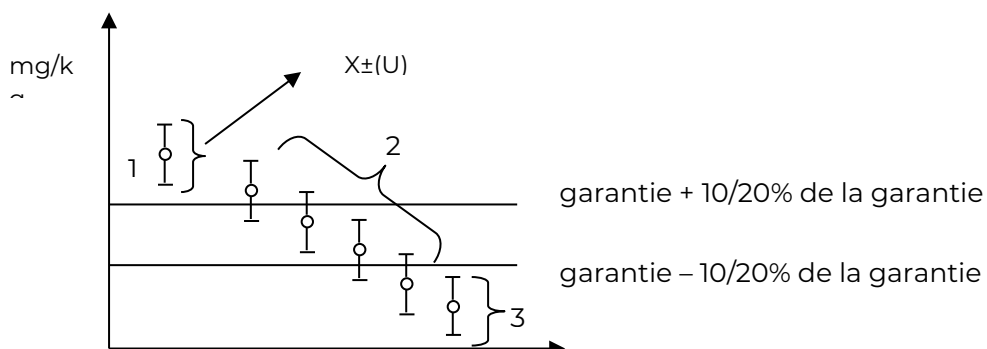 mg/k
X±(U)
2
1
garantie + 10/20% de la garantie
garantie – 10/20% de la garantie
3